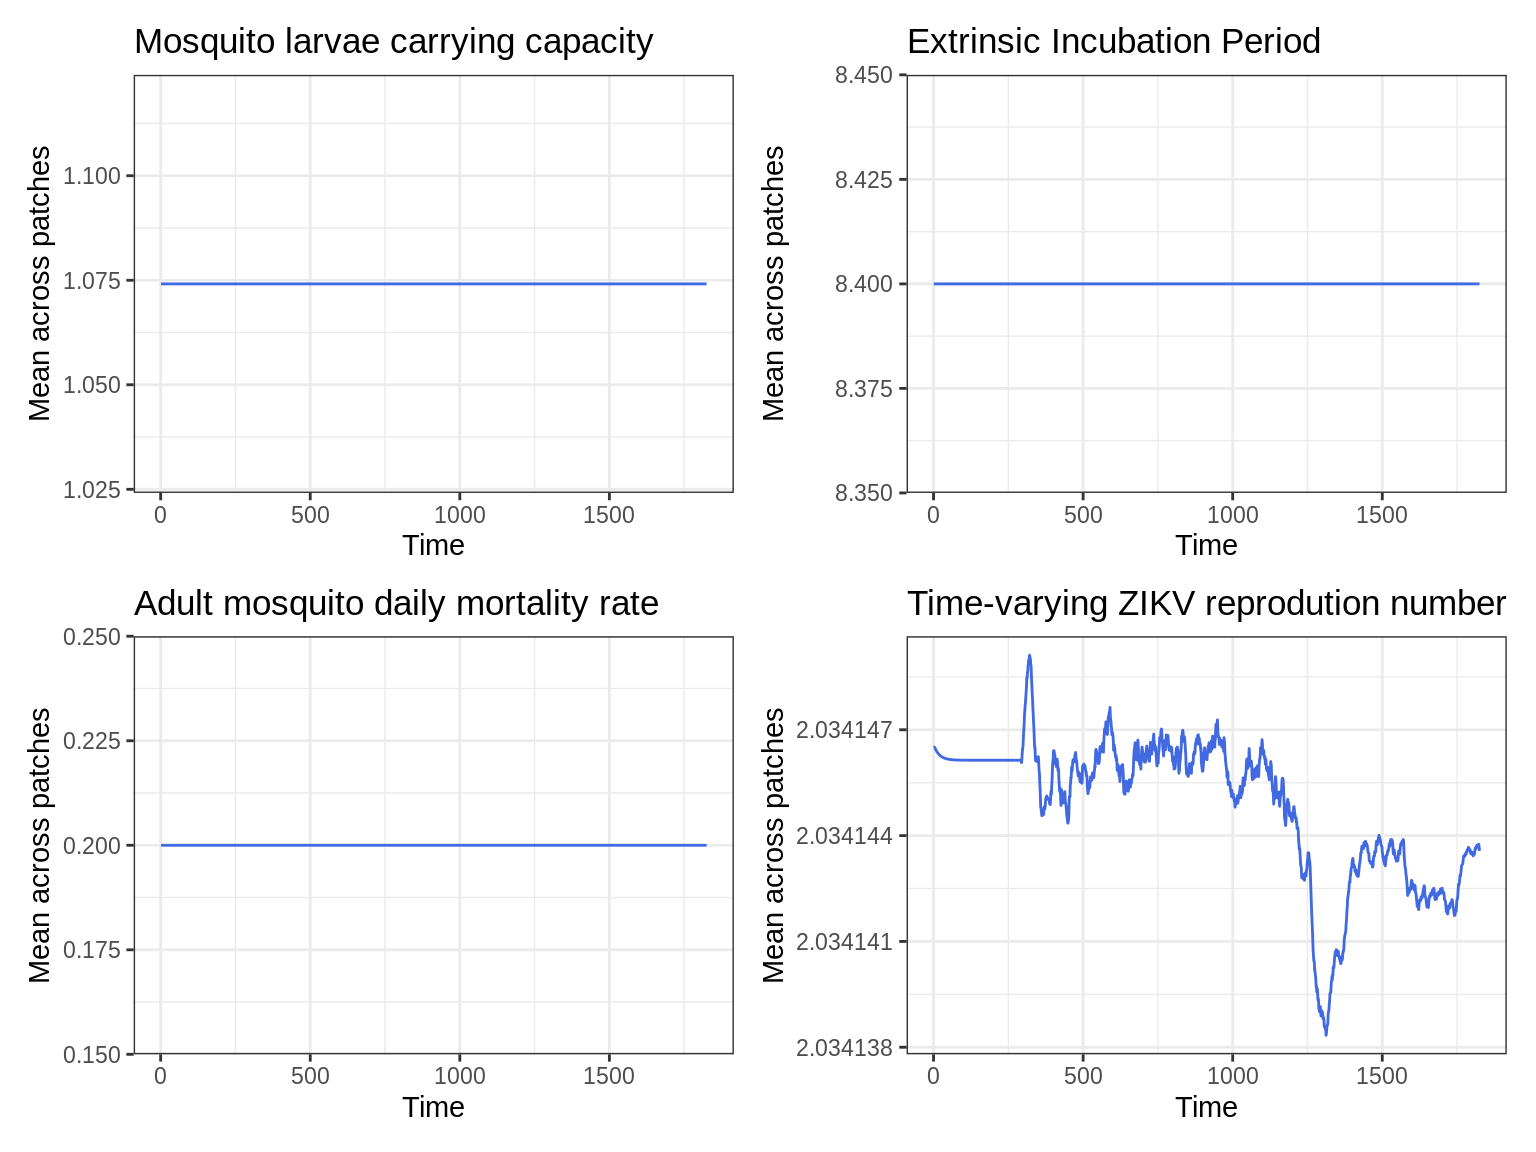 Mosquito larvae carrying capacity
Mean across patches
1.100
1.075
1.050
1.025
0 500 1000 1500
Time
Extrinsic Incubation Period
Mean across patches
8.450
8.425
8.400
8.375
8.350
0 500 1000 1500
Time
Adult mosquito daily mortality rate
Mean across patches
0.250
0.225
0.200
0.175
0.150
0 500 1000 1500
Time
Time-varying ZIKV reprodution number
Mean across patches
2.034147
2.034144
2.034141
2.034138
0 500 1000 1500
Time